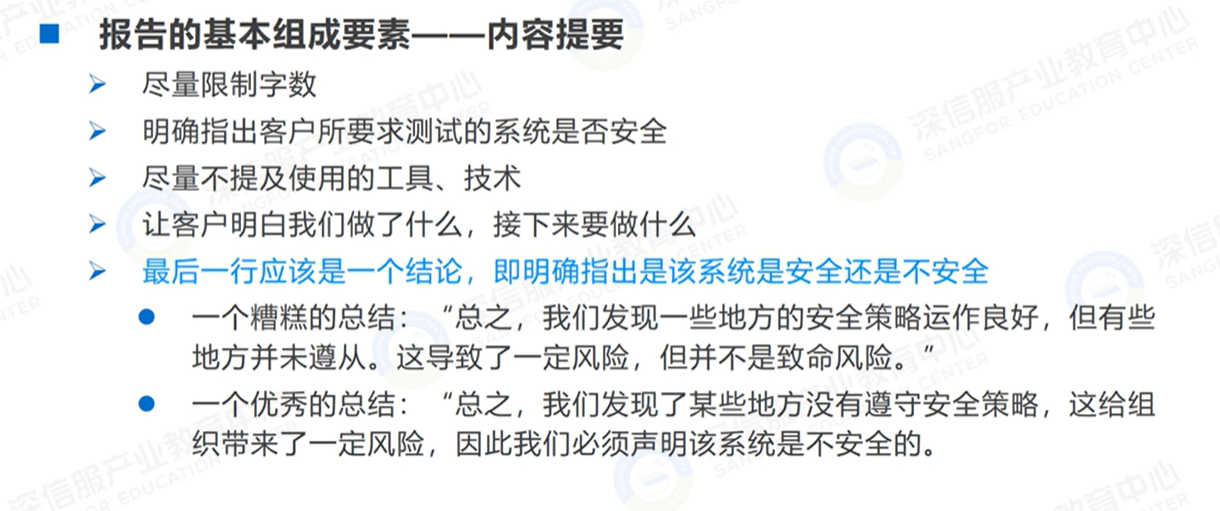 报告的基本组成要素——内容提要
尽量限制字数
明确指出客户所要求测试的系统是否安全
尽量不提及使用的工具、技术
让客户明白我们做了什么，接下来要做什么
最后一行应该是一个结论，即明确指出是该系统是安全还是不安全
一个糟糕的总结：“总之，我们发现一些地方的安全策略运作良好，但有些
地方并未遵从。这导致了一定风险，但并不是致命风险。”
一个优秀的总结：“总之，我们发现了某些地方没有遵守安全策略，这给组
织带来了一定风险，因此我们必须声明该系统是不安全的。
深信服产业教育中心
SANGFOR EDUCATION CENTER